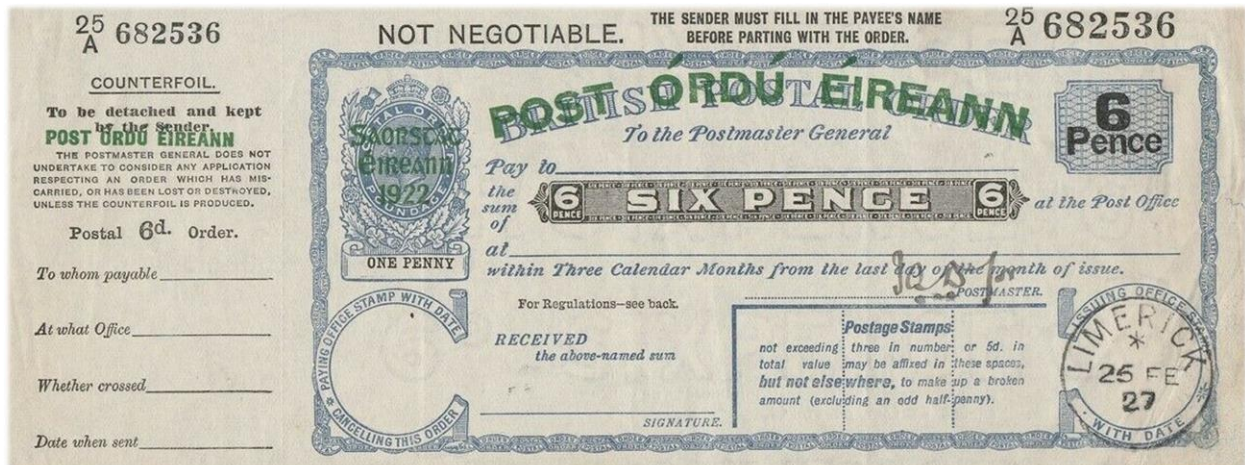 25
A 682536
COUNTERFOIL.
To be detached and kept
by the Sender.
POST ÓRDÚ ÉIREANN
THE POSTMASTER GENERAL DOES NOT
UNDERTAKE TO CONSIDER ANY APPLICATION
RESPECTING AN ORDER WHICH HAS MIS-
CARRIED, OR HAS BEEN LOST OR DESTROYED,
UNLESS THE COUNTERFOIL IS PRODUCED.
Postal 6d. Order.
To whom payable
At what Office
Whether crossed
Date when sent
NOT NEGOTIABLE.
THE SENDER MUST FILL IN THE PAYEE'S NAME
BEFORE PARTING WITH THE ORDER.
25
A 682536
POSTAL ORDER
POUNDAGE
SAORSTÁT
ÉIREANN
1922
ONE PENNY
BRITISH POSTAL ORDER
POST ÓRDÚ ÉIREANN
To the Postmaster General
6
Pence
Pay to
the
sum
of
6 PENCE SIX PENCE 6 PENCE
at the Post Office
at
within Three Calendar Months from the last day of the month of issue.
POSTMASTER.
For Regulations—see back.
PAYING OFFICE STAMP WITH DATE
CANCELLING THIS ORDER
RECEIVED
the above-named sum
SIGNATURE.
Postage Stamps
not exceeding three in number or 5d. in
total value may be affixed in these spaces,
but not elsewhere, to make up a broken
amount (excluding an odd half-penny).
ISSUING OFFICE STAMP
WITH DATE
LIMERICK
*
25 FE
27